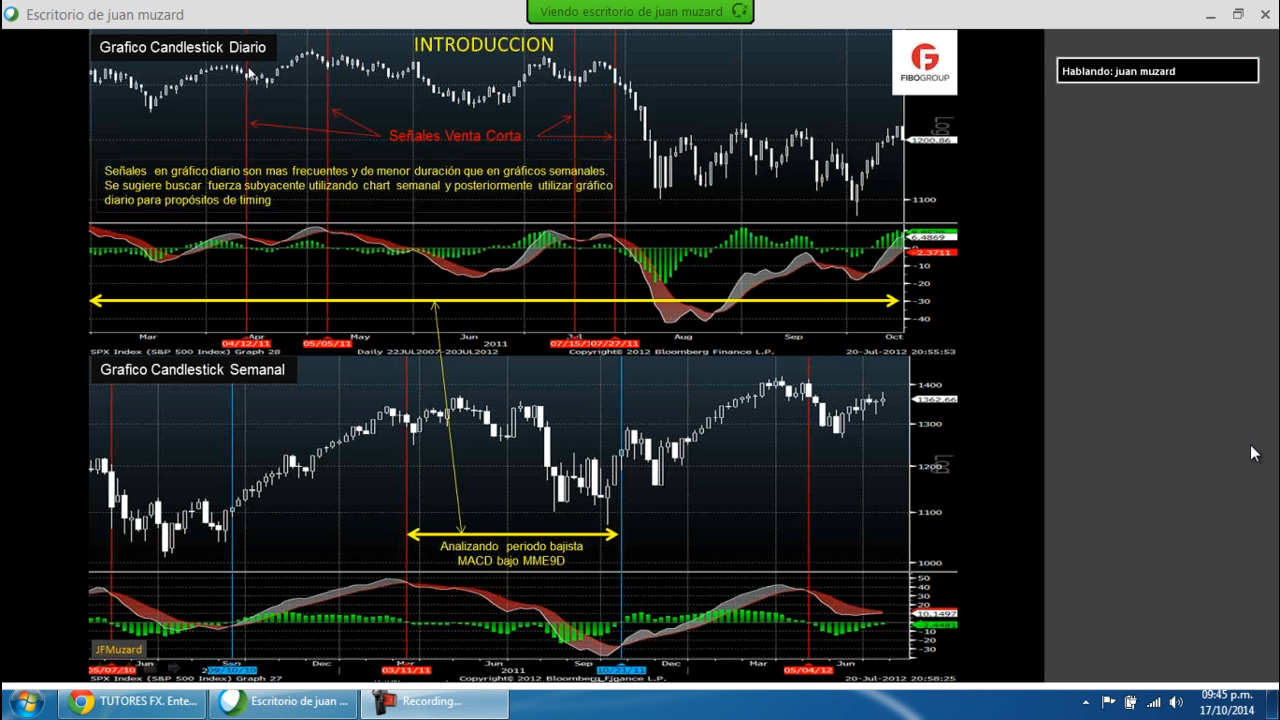 Escritorio de juan muzard
Viendo escritorio de juan muzard
Grafico Candlestick Diario
INTRODUCCION
FIBOGROUP
Hablando: juan muzard
Señales Venta Corta
Log
1200.86
Señales en gráfico diario son mas frecuentes y de menor duración que en gráficos semanales.
Se sugiere buscar fuerza subyacente utilizando chart semanal y posteriormente utilizar gráfico
diario para propósitos de timing
1100
6.4869
0
-2.3711
-10
-20
-30
-40
Mar Apr May Jun Jul Aug Sep Oct
04/12/11 05/05/11 2011 07/27/11
SPX Index (S&P 500 Index) Graph 28 Daily 22JUL2007-20JUL2012 Copyright© 2012 Bloomberg Finance L.P. 20-Jul-2012 20:55:53
Grafico Candlestick Semanal
1400
1362.66
1300
1200
Log
1100
Analizando periodo bajista
MACD bajo MME9D
1000
50
40
30
20
10.1497
-10
-20
-30
JFMuzard
Jun Sep Dec Mar Jun Sep Dec Mar Jun
05/07/10 09/10/10 03/11/11 2011 10/21/11 05/04/12
SPX Index (S&P 500 Index) Graph 27 Copyright© 2012 Bloomberg Finance L.P. 20-Jul-2012 20:58:25
TUTORES FX. Ente...
Escritorio de juan ...
Recording...
09:45 p.m.
17/10/2014